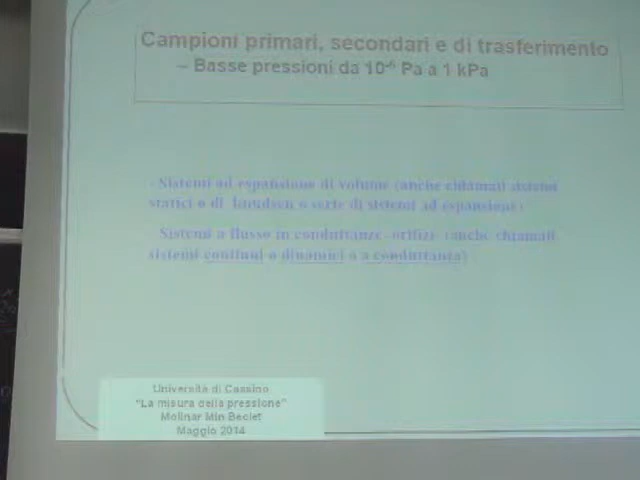 Campioni primari, secondari e di trasferimento
– Basse pressioni da 10⁻⁶ Pa a 1 kPa
- Sistemi ad espansione di volume (anche chiamati sistemi
statici o di Knudsen o serie di sistemi ad espansione)
Sistemi a flusso in conduttanze-orifizi (anche chiamati
sistemi continui o dinamici o a conduttanza)
Università di Cassino
"La misura della pressione"
Molinar Min Beciet
Maggio 2014